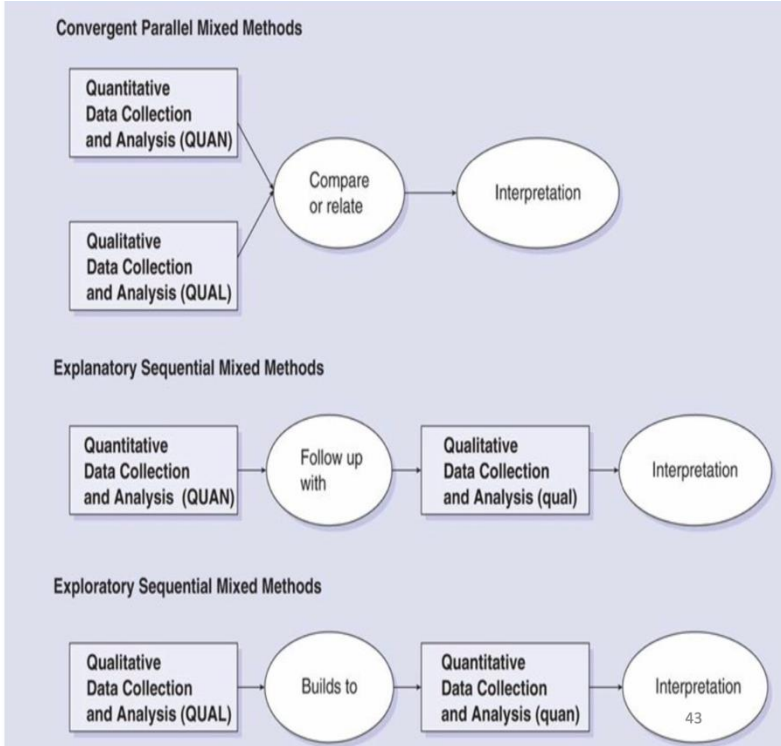 Convergent Parallel Mixed Methods
Quantitative
Data Collection
and Analysis (QUAN)
Compare
or relate
Interpretation
Qualitative
Data Collection
and Analysis (QUAL)
Explanatory Sequential Mixed Methods
Quantitative
Data Collection
and Analysis (QUAN)
Follow up
with
Qualitative
Data Collection
and Analysis (qual)
Interpretation
Exploratory Sequential Mixed Methods
Qualitative
Data Collection
and Analysis (QUAL)
Builds to
Quantitative
Data Collection
and Analysis (quan)
Interpretation
43